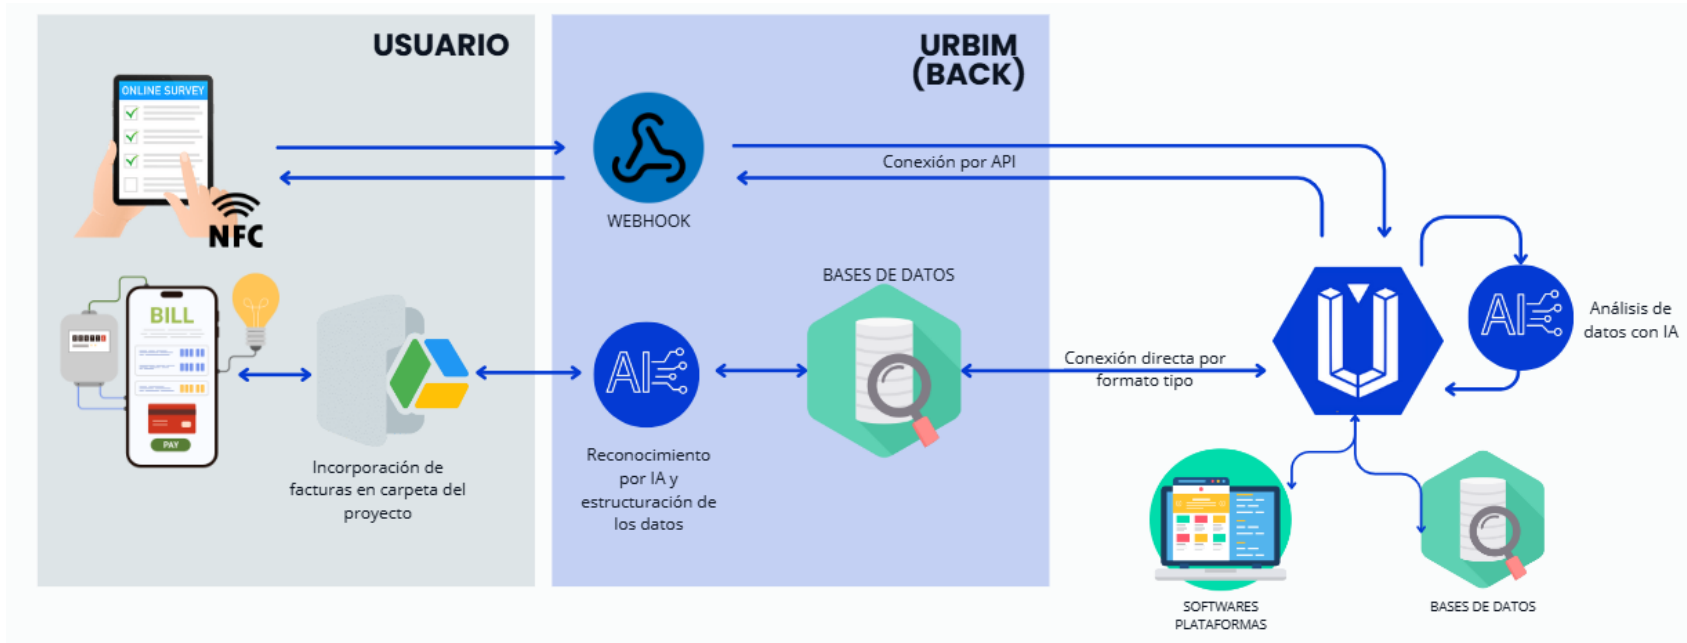 USUARIO
URBIM
(BACK)
ONLINE SURVEY
NFC
WEBHOOK
Conexión por API
BILL
PAY
Incorporación de
facturas en carpeta del
proyecto
AI
Reconocimiento
por IA y
estructuración de
los datos
BASES DE DATOS
Conexión directa por
formato tipo
AI
Análisis de
datos con IA
SOFTWARES
PLATAFORMAS
BASES DE DATOS